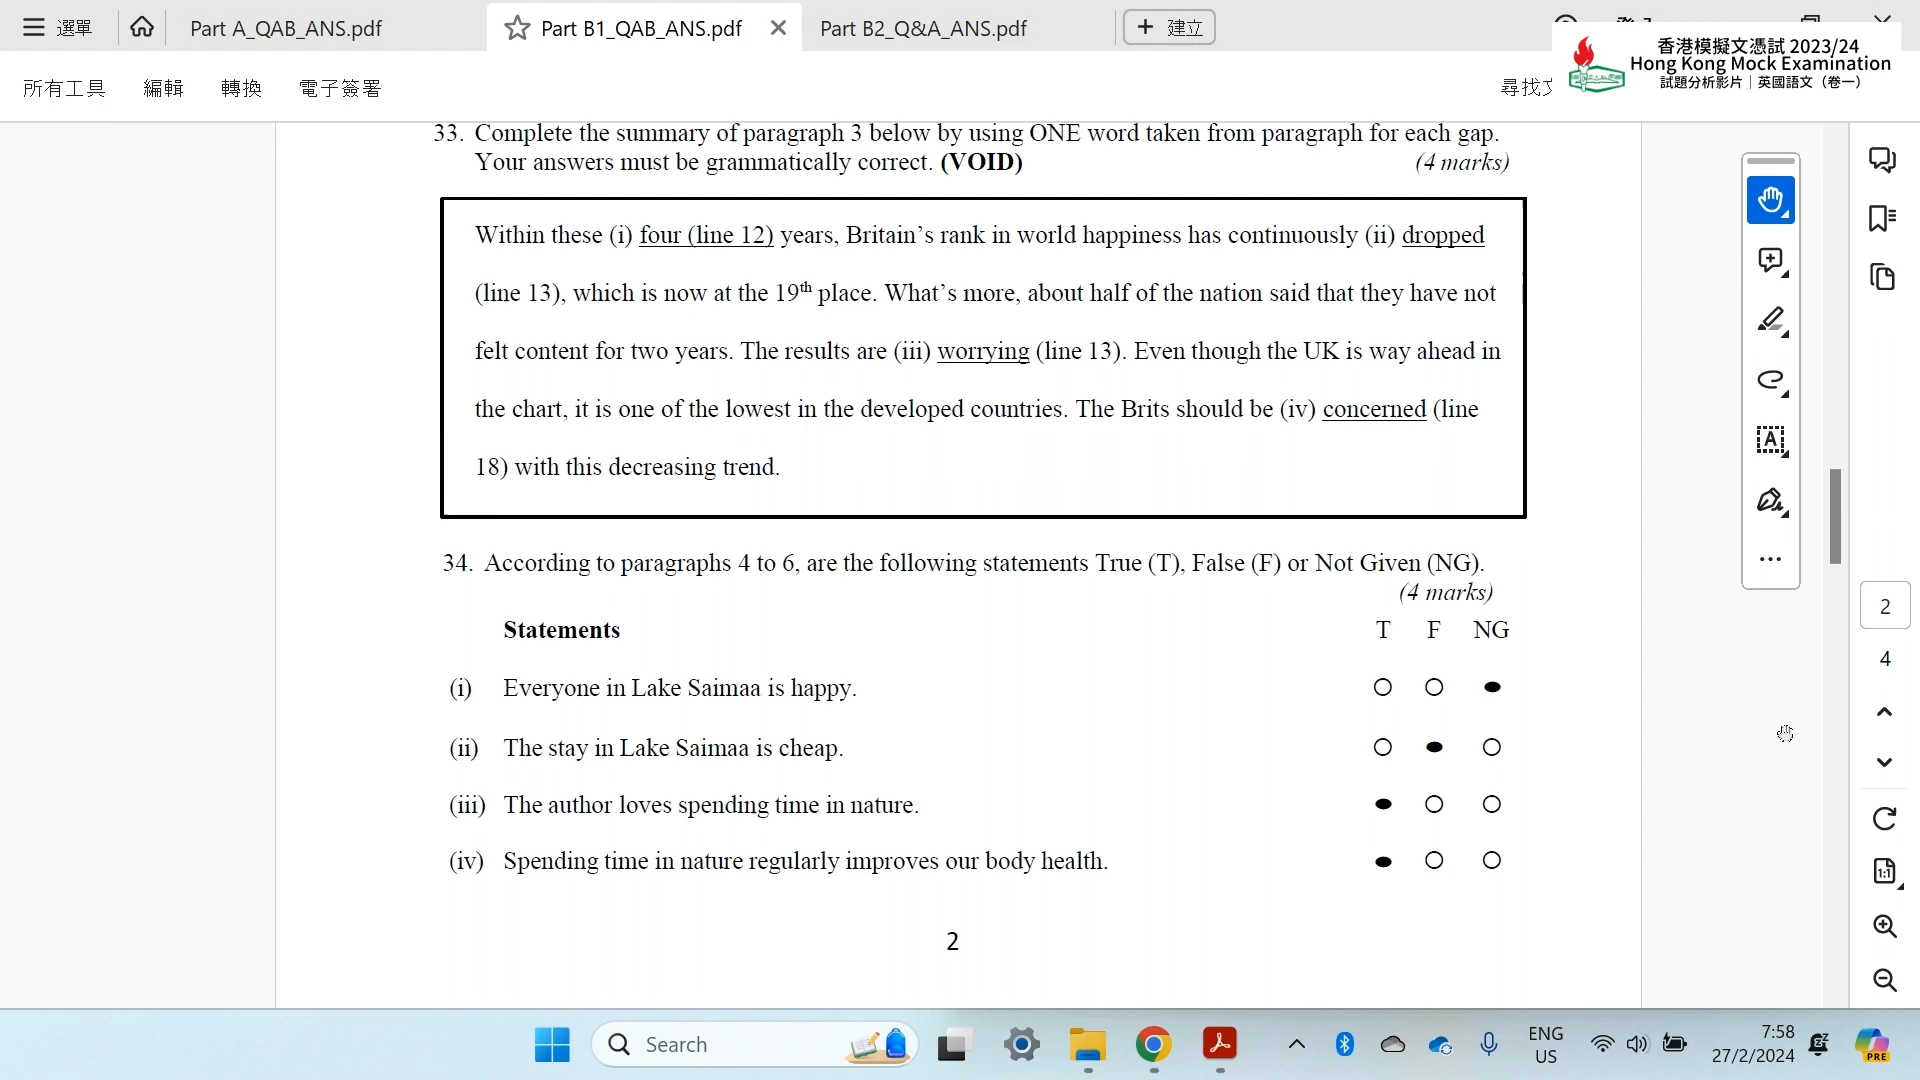 選單
Part A_QAB_ANS.pdf
Part B1_QAB_ANS.pdf
Part B2_Q&A_ANS.pdf
建立
所有工具
編輯
轉換
電子簽署
尋找文
香港模擬文憑試 2023/24
Hong Kong Mock Examination
試題分析影片｜英國語文（卷一）
33. Complete the summary of paragraph 3 below by using ONE word taken from paragraph for each gap.
Your answers must be grammatically correct. (VOID) (4 marks)
Within these (i) four (line 12) years, Britain’s rank in world happiness has continuously (ii) dropped
(line 13), which is now at the 19th place. What’s more, about half of the nation said that they have not
felt content for two years. The results are (iii) worrying (line 13). Even though the UK is way ahead in
the chart, it is one of the lowest in the developed countries. The Brits should be (iv) concerned (line
18) with this decreasing trend.
34. According to paragraphs 4 to 6, are the following statements True (T), False (F) or Not Given (NG).
(4 marks)
Statements T F NG
(i) Everyone in Lake Saimaa is happy.
(ii) The stay in Lake Saimaa is cheap.
(iii) The author loves spending time in nature.
(iv) Spending time in nature regularly improves our body health.
2
2
4
Search
ENG
US
7:58
27/2/2024
PRE